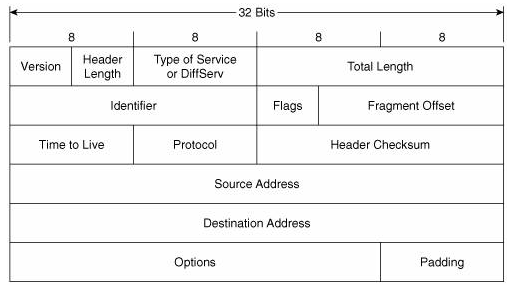 32 Bits
8 8 8 8
Version Header Length Type of Service or DiffServ Total Length
Identifier Flags Fragment Offset
Time to Live Protocol Header Checksum
Source Address
Destination Address
Options Padding